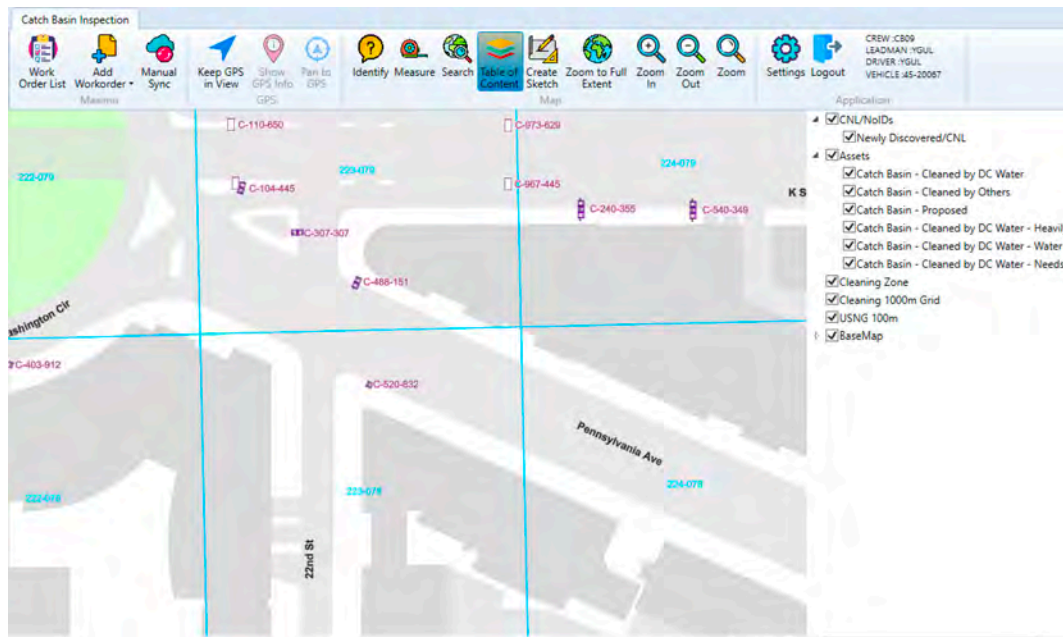 Catch Basin Inspection
Work
Order List
Add
Workorder
Manual
Sync
Maximo
Keep GPS
in View
Show
GPS Info
Pan to
GPS
GPS
Identify
Measure
Search
Table of
Content
Create
Sketch
Zoom to Full
Extent
Zoom
In
Zoom
Out
Zoom
Map
Settings
Logout
CREW :CB09
LEADMAN :YGUL
DRIVER :YGUL
VEHICLE :45-20067
Application
C-110-650
C-973-629
222-079
223-079
224-079
C-104-445
C-967-445
K S
C-240-355
C-540-349
C-307-307
C-488-151
ashington Cir
C-403-912
C-520-832
Pennsylvania Ave
222-078
223-078
224-078
22nd St
CNL/NoIDs
Newly Discovered/CNL
Assets
Catch Basin - Cleaned by DC Water
Catch Basin - Cleaned by Others
Catch Basin - Proposed
Catch Basin - Cleaned by DC Water - Heavil
Catch Basin - Cleaned by DC Water - Water
Catch Basin - Cleaned by DC Water - Needs
Cleaning Zone
Cleaning 1000m Grid
USNG 100m
BaseMap